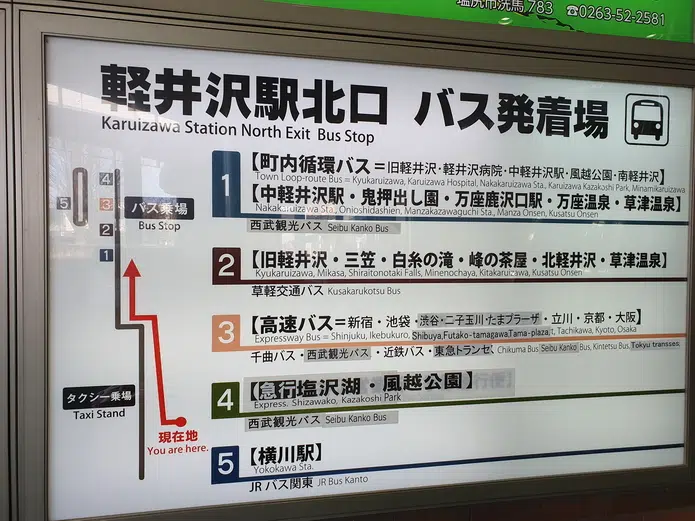 塩尻市洗馬783 ☎0263-52-2581
軽井沢駅北口 バス発着場
Karuizawa Station North Exit Bus Stop
4
5
3
バス乗場
Bus Stop
2
1
タクシー乗場
Taxi Stand
現在地
You are here.
1
【町内循環バス=旧軽井沢・軽井沢病院・中軽井沢駅・風越公園・南軽井沢】
Town Loop-route Bus = Kyukaruizawa, Karuizawa Hospital, Nakakaruizawa Sta., Karuizawa Kazakoshi Park, Minamikaruizawa
【中軽井沢駅・鬼押出し園・万座鹿沢口駅・万座温泉・草津温泉】
Nakakaruizawa Sta., Onioshidashien, Manzakazawaguchi Sta., Manza Onsen, Kusatsu Onsen
西武観光バス Seibu Kanko Bus
2
【旧軽井沢・三笠・白糸の滝・峰の茶屋・北軽井沢・草津温泉】
Kyukaruizawa, Mikasa, Shiraitonotaki Falls, Minenochaya, Kitakaruizawa, Kusatsu Onsen
草軽交通バス Kusakarukotsu Bus
3
【高速バス=新宿・池袋・渋谷・二子玉川・たまプラーザ・立川・京都・大阪】
Expressway Bus = Shinjuku, Ikebukuro, Shibuya,Futako-tamagawa,Tama-plaza, Tachikawa, Kyoto, Osaka
千曲バス・西武観光バス・近鉄バス・東急トランセ、Chikuma Bus, Seibu Kanko Bus, Kintetsu Bus, Tokyu transses
4
【急行塩沢湖・風越公園】
Express. Shizawako, Kazakoshi Park
西武観光バス Seibu Kanko Bus
5
【横川駅】
Yokokawa Sta.
JRバス関東 JR Bus Kanto